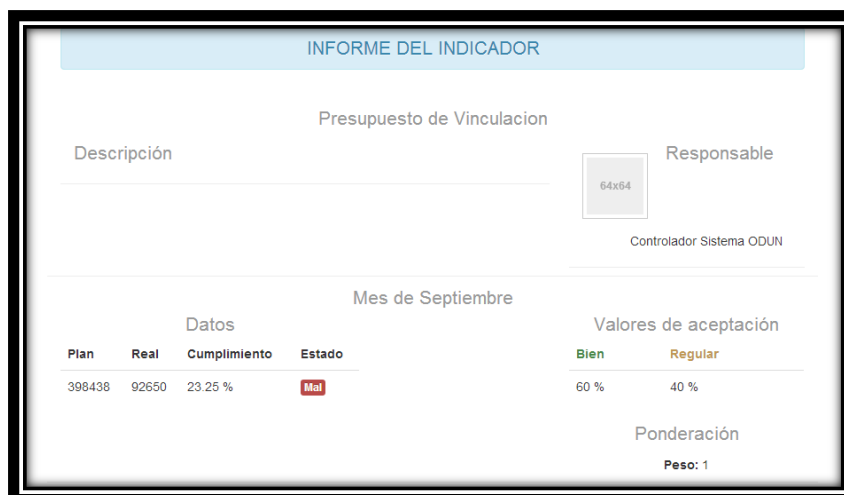 INFORME DEL INDICADOR
Presupuesto de Vinculacion
Descripción
Responsable
64x64
Controlador Sistema ODUN
Mes de Septiembre
Datos
Valores de aceptación
Plan Real Cumplimiento Estado
Bien Regular
398438 92650 23.25 % Mal
60 % 40 %
Ponderación
Peso: 1